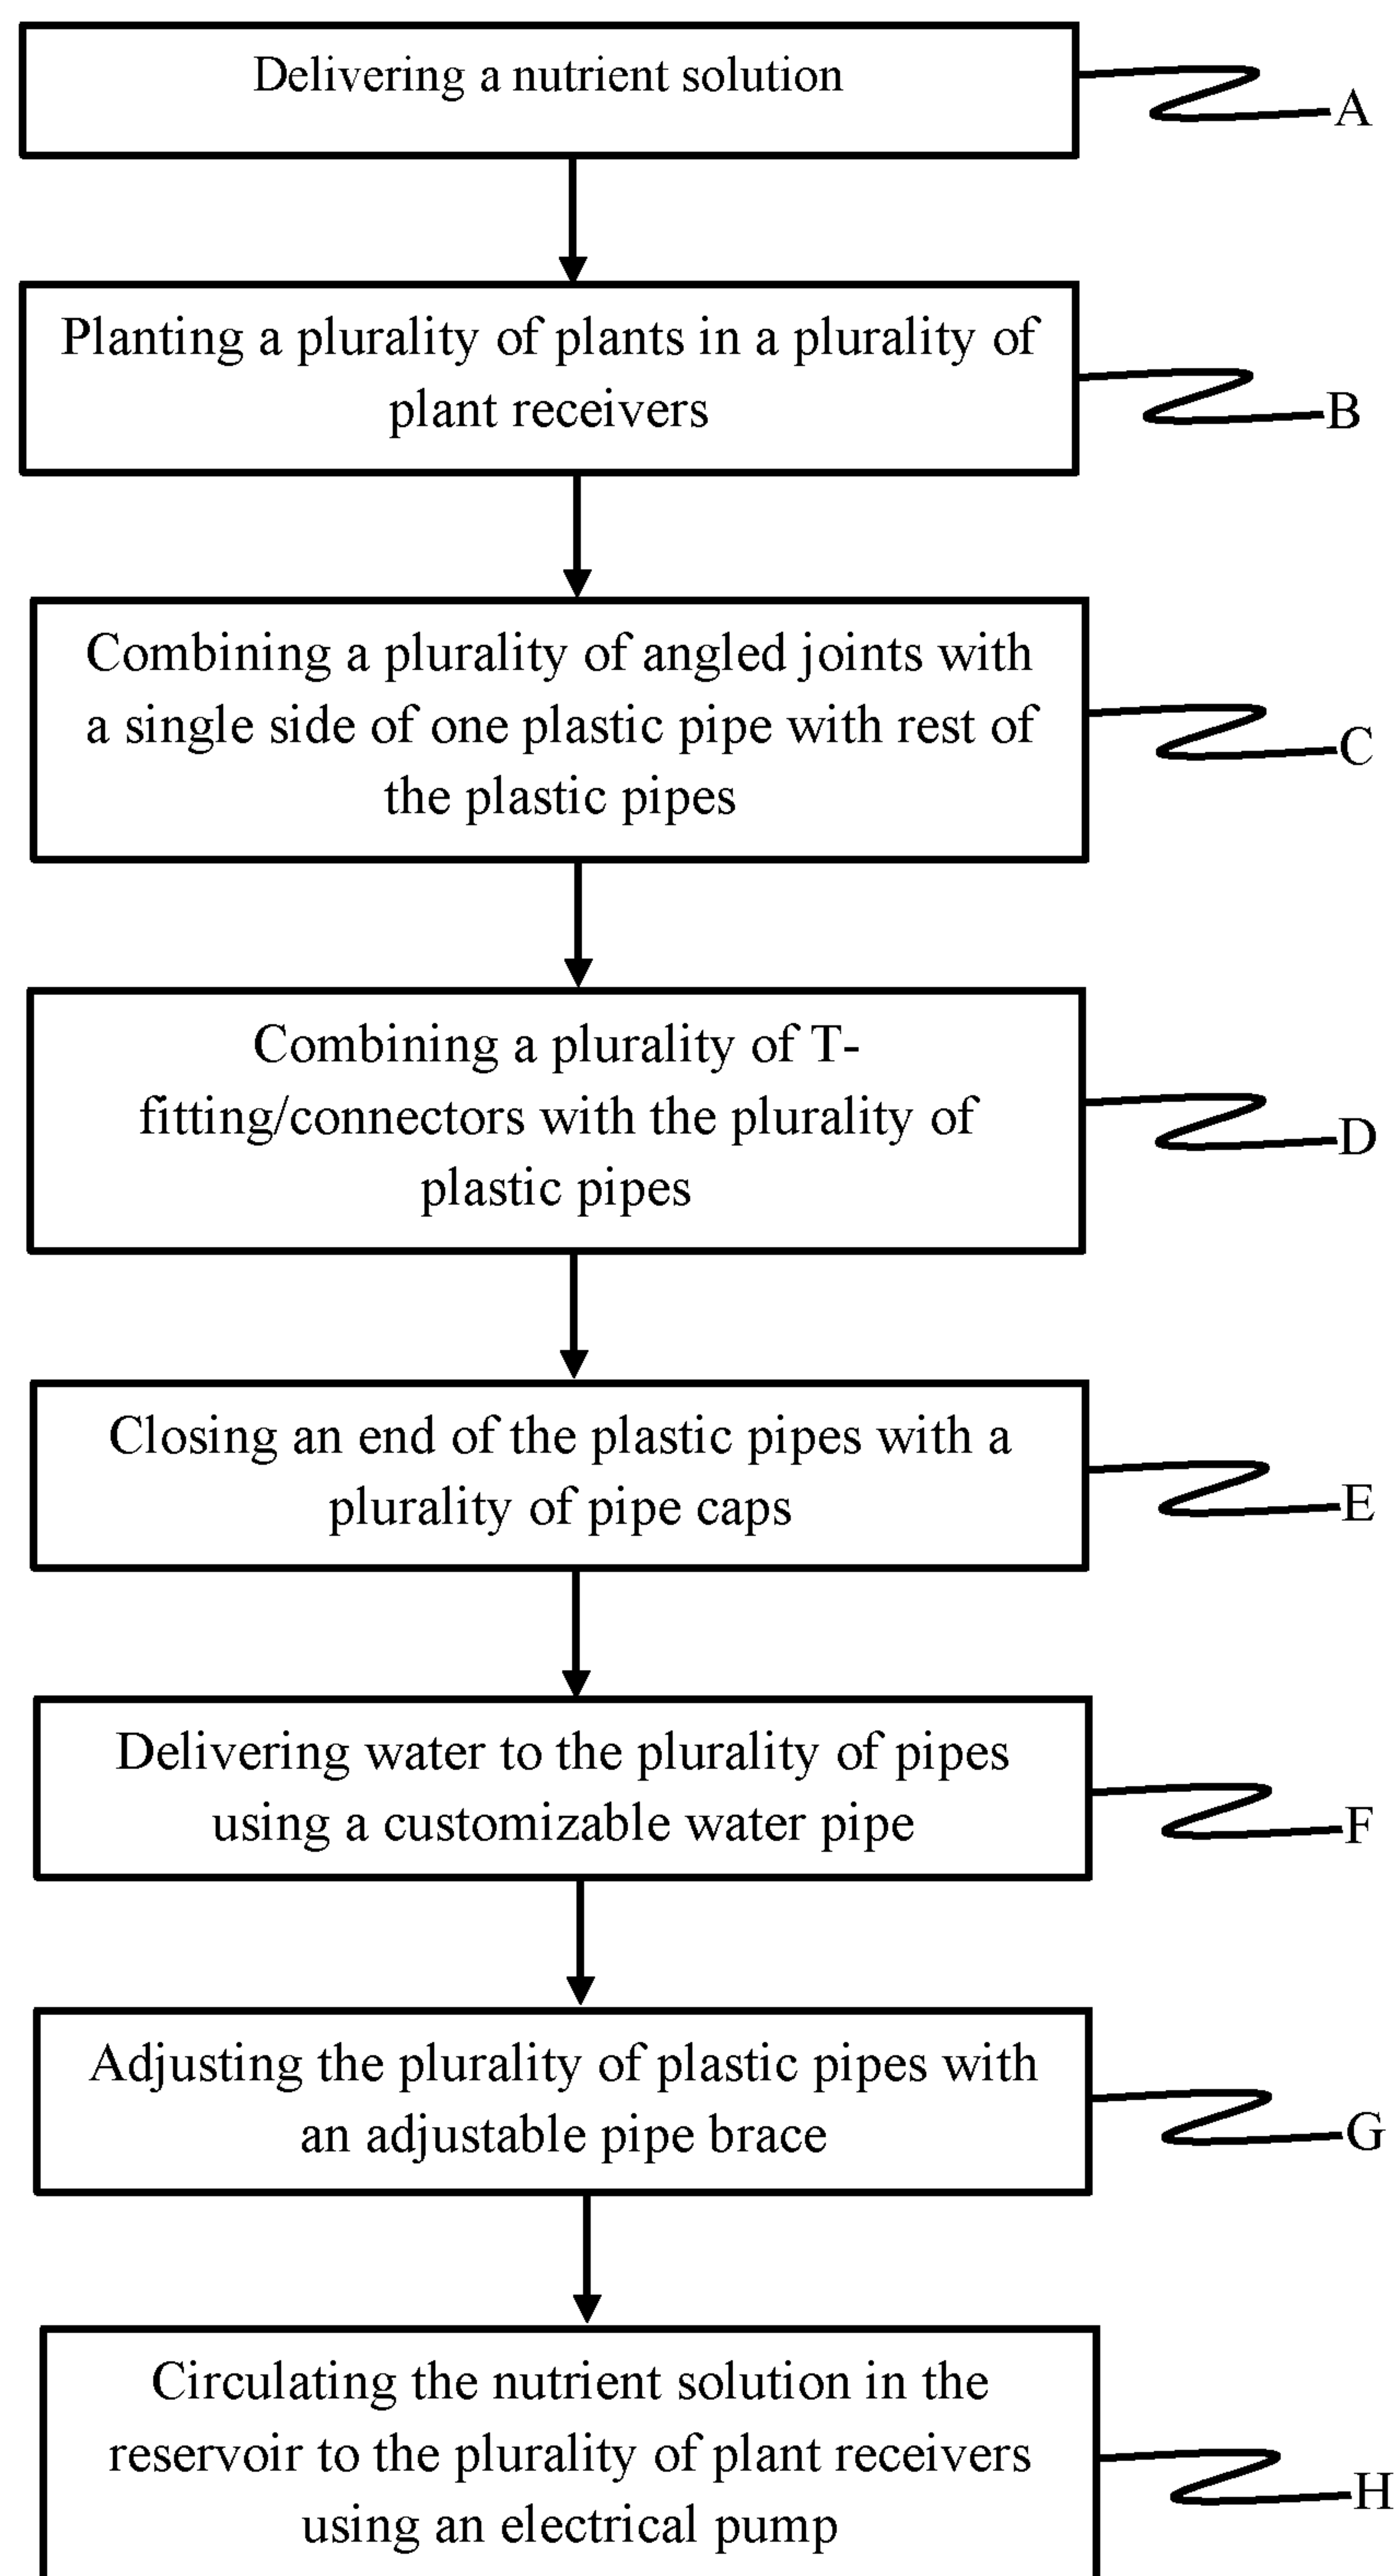 Delivering a nutrient solution
A
Planting a plurality of plants in a plurality of
plant receivers
B
Combining a plurality of angled joints with
a single side of one plastic pipe with rest of
the plastic pipes
C
Combining a plurality of T-
fitting/connectors with the plurality of
plastic pipes
D
Closing an end of the plastic pipes with a
plurality of pipe caps
E
Delivering water to the plurality of pipes
using a customizable water pipe
F
Adjusting the plurality of plastic pipes with
an adjustable pipe brace
G
Circulating the nutrient solution in the
reservoir to the plurality of plant receivers
using an electrical pump
H